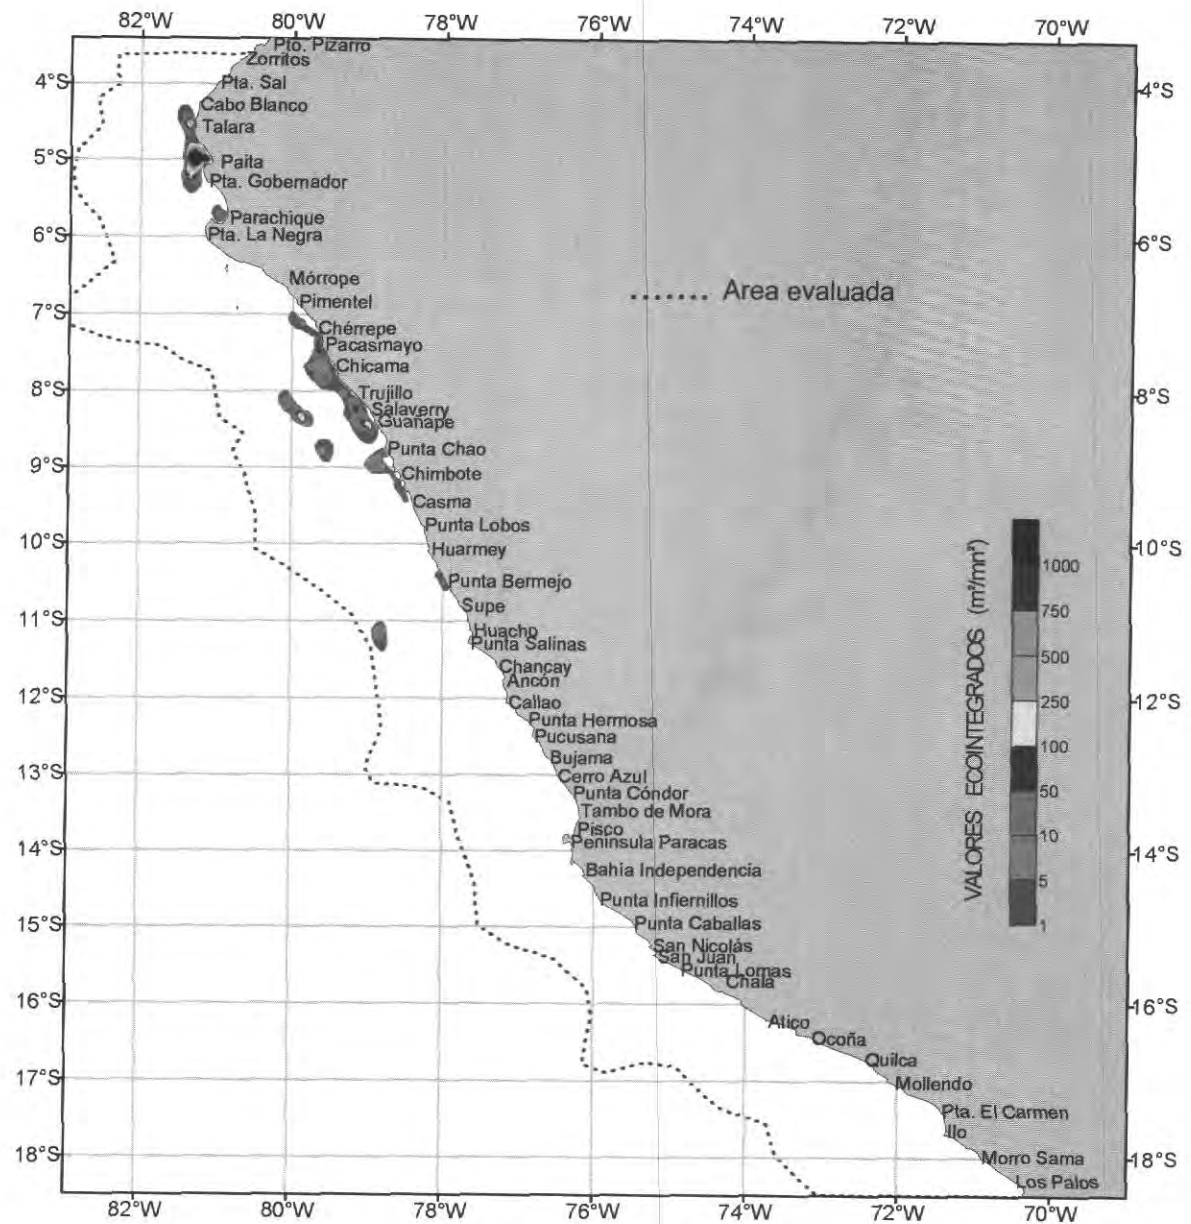 82°W 80°W 78°W 76°W 74°W 72°W 70°W
Pto. Pizarro
Zorritos
4°S Pta. Sal 4°S
Cabo Blanco
Talara
5°S Paita
Pta. Gobernador
Parachique
6°S Pta. La Negra 6°S
Mórrope
Area evaluada
Pimentel
7°S
Chérrepe
Pacasmayo
Chicama
8°S Trujillo 8°S
Salaverry
Guañape
Punta Chao
9°S
Chimbote
Casma
Punta Lobos
10°S Huarmey 10°S
Punta Bermejo
Supe
11°S
Huacho
Punta Salinas
Chancay
Ancón
12°S Callao 12°S
Punta Hermosa
Pucusana
Bujama
13°S Cerro Azul
Punta Cóndor
Tambo de Mora
Pisco
14°S Peninsula Paracas 14°S
Bahía Independencia
Punta Infiernillos
15°S Punta Caballas
San Nicolás
San Juan
Punta Lomas
Chala
16°S 16°S
Atico
Ocoña
Quilca
17°S Mollendo
Pta. El Carmen
Ilo
18°S Morro Sama 18°S
Los Palos
82°W 80°W 78°W 76°W 74°W 72°W 70°W
VALORES ECOINTEGRADOS (m²/mn²)
1000
750
500
250
100
50
10
5
1